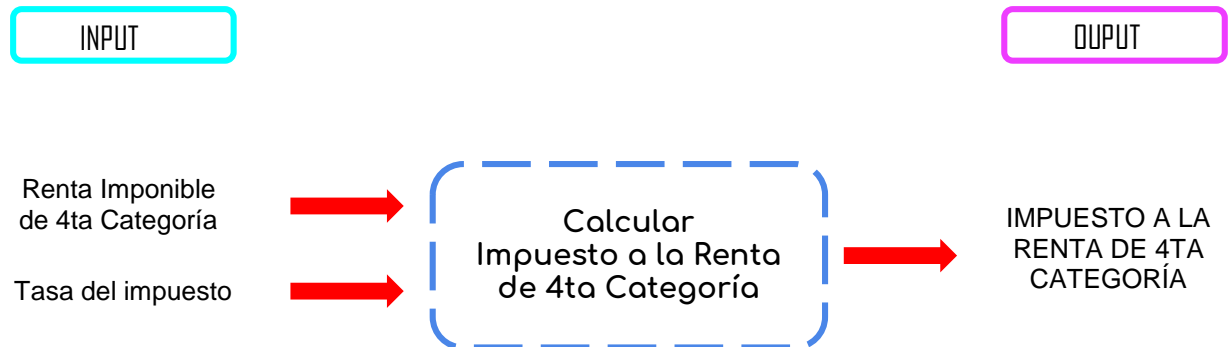 INPUT
OUPUT
Renta Imponible
de 4ta Categoría
Tasa del impuesto
Calcular
Impuesto a la Renta
de 4ta Categoría
IMPUESTO A LA
RENTA DE 4TA
CATEGORÍA